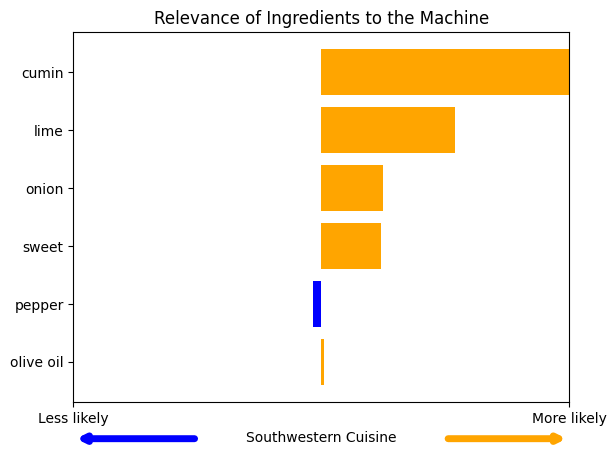 Relevance of Ingredients to the Machine
cumin
lime
onion
sweet
pepper
olive oil
Less likely
More likely
Southwestern Cuisine